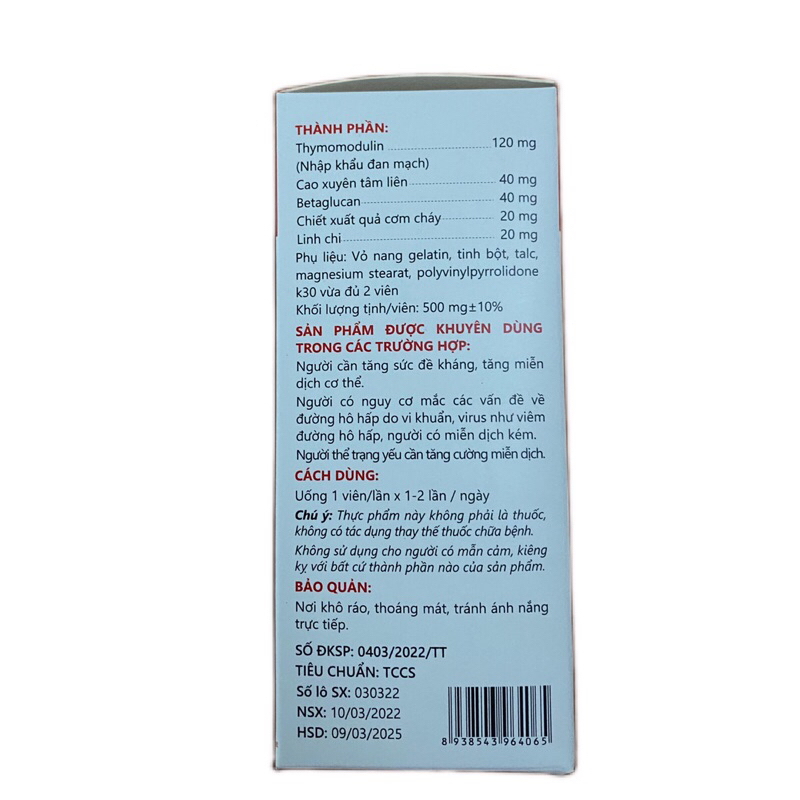 THÀNH PHẦN:
Thymomodulin 120 mg
(Nhập khẩu đan mạch)
Cao xuyên tâm liên 40 mg
Betaglucan 40 mg
Chiết xuất quả cơm cháy 20 mg
Linh chi 20 mg
Phụ liệu: Vỏ nang gelatin, tinh bột, talc,
magnesium stearat, polyvinylpyrrolidone
k30 vừa đủ 2 viên
Khối lượng tịnh/viên: 500 mg±10%
SẢN PHẨM ĐƯỢC KHUYÊN DÙNG
TRONG CÁC TRƯỜNG HỢP:
Người cần tăng sức đề kháng, tăng miễn
dịch cơ thể.
Người có nguy cơ mắc các vấn đề về
đường hô hấp do vi khuẩn, virus như viêm
đường hô hấp, người có miễn dịch kém.
Người thể trạng yếu cần tăng cường miễn dịch.
CÁCH DÙNG:
Uống 1 viên/lần x 1-2 lần / ngày
Chú ý: Thực phẩm này không phải là thuốc,
không có tác dụng thay thế thuốc chữa bệnh.
Không sử dụng cho người có mẫn cảm, kiêng
kỵ với bất cứ thành phần nào của sản phẩm.
BẢO QUẢN:
Nơi khô ráo, thoáng mát, tránh ánh nắng
trực tiếp.
SỐ ĐKSP: 0403/2022/TT
TIÊU CHUẨN: TCCS
Số lô SX: 030322
NSX: 10/03/2022
HSD: 09/03/2025
8 938543 964065